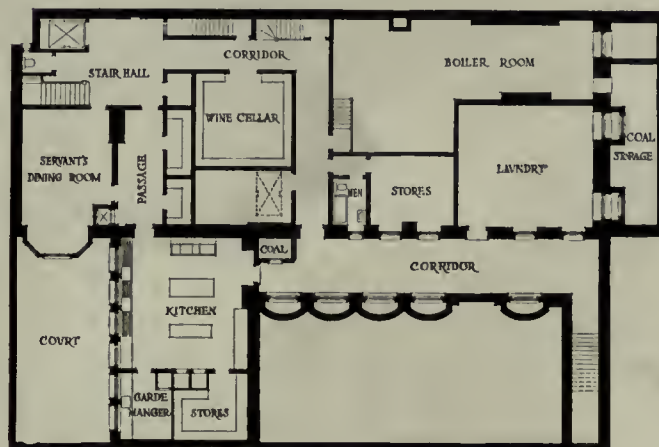 CORRIDOR
STAIR HALL
BOILER ROOM
WINE CELLAR
SERVANT'S
DINING ROOM
PASSAGE
COAL
STORAGE
MEN
STORES
LAUNDRY
COAL
CORRIDOR
KITCHEN
COURT
GARDE
MANGER
STORES